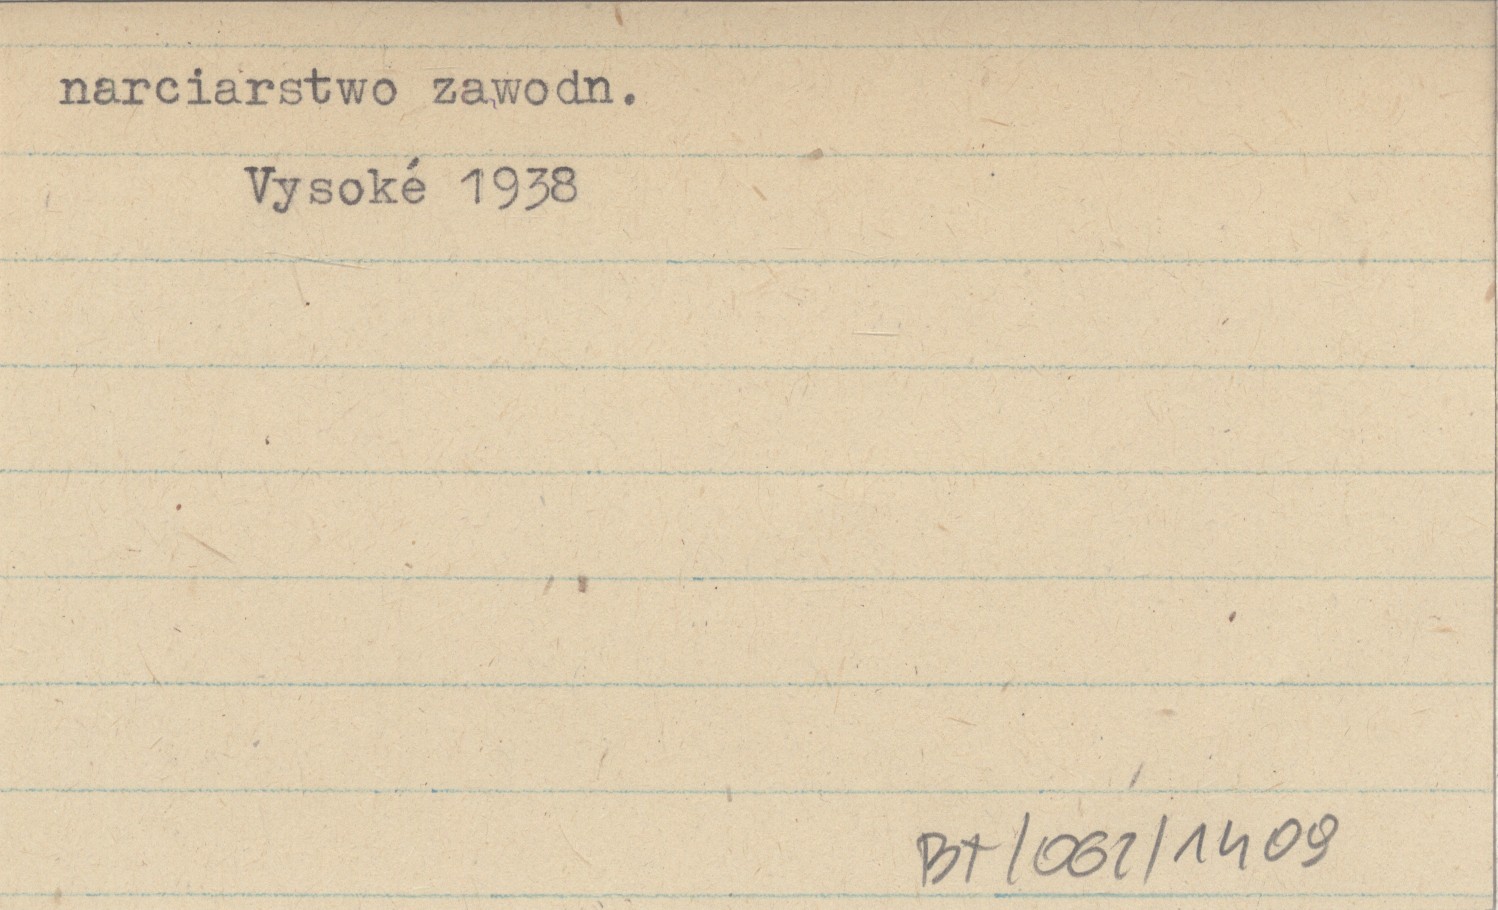 narciarstwo zawodn.
Vysoké 1938
BT/062/1409